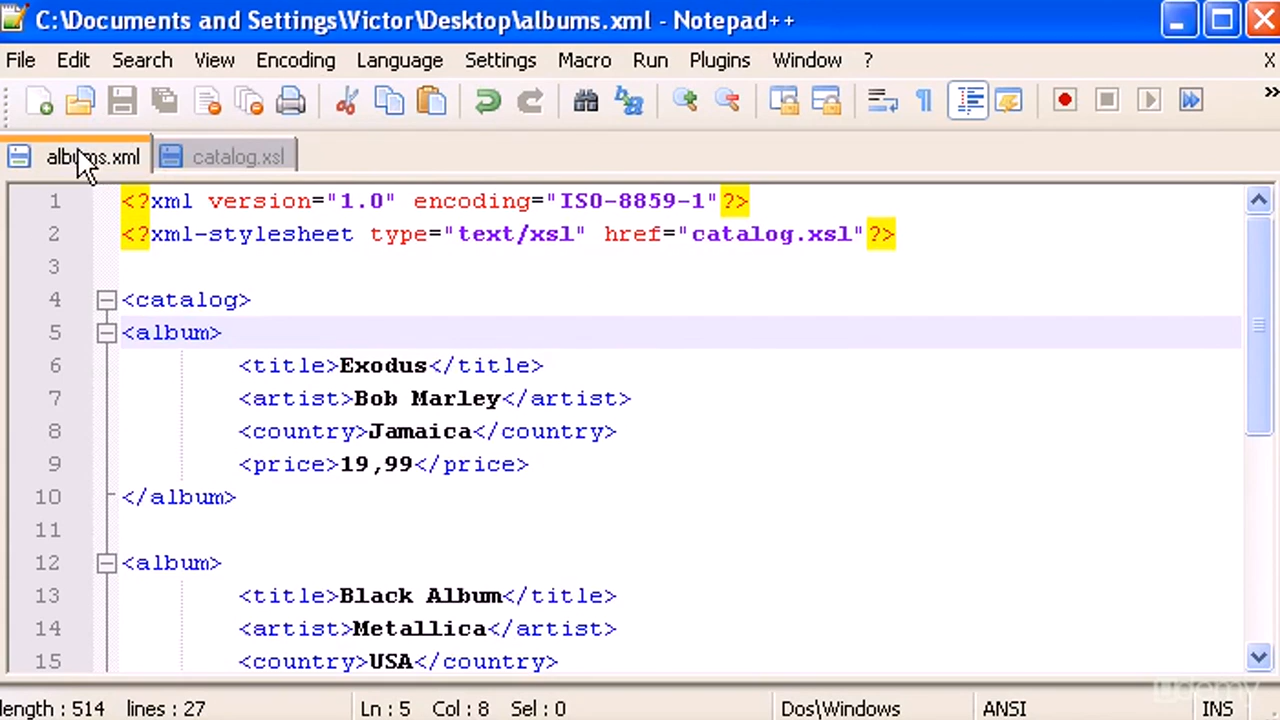 C:\Documents and Settings\Victor\Desktop\albums.xml - Notepad++
File Edit Search View Encoding Language Settings Macro Run Plugins Window ? X
albums.xml catalog.xsl
1 <?xml version="1.0" encoding="ISO-8859-1"?>
2 <?xml-stylesheet type="text/xsl" href="catalog.xsl"?>
3
4 <catalog>
5 <album>
6 <title>Exodus</title>
7 <artist>Bob Marley</artist>
8 <country>Jamaica</country>
9 <price>19,99</price>
10 </album>
11
12 <album>
13 <title>Black Album</title>
14 <artist>Metallica</artist>
15 <country>USA</country>
udemy
length : 514 lines : 27 Ln : 5 Col : 8 Sel : 0 Dos\Windows ANSI INS